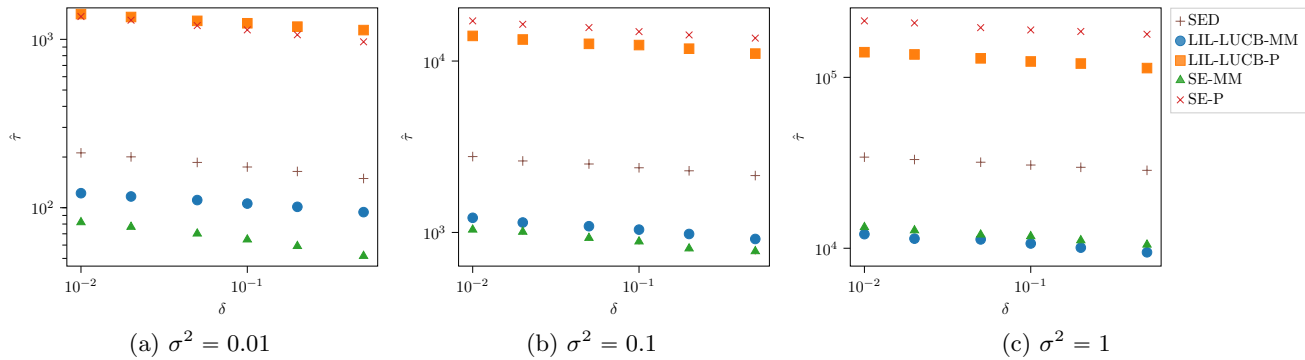 10^3
10^2
τ̂
10^-2
10^-1
δ
(a) σ^2 = 0.01
10^4
10^3
τ̂
10^-2
10^-1
δ
(b) σ^2 = 0.1
10^5
10^4
τ̂
10^-2
10^-1
δ
(c) σ^2 = 1
SED
LIL-LUCB-MM
LIL-LUCB-P
SE-MM
SE-P